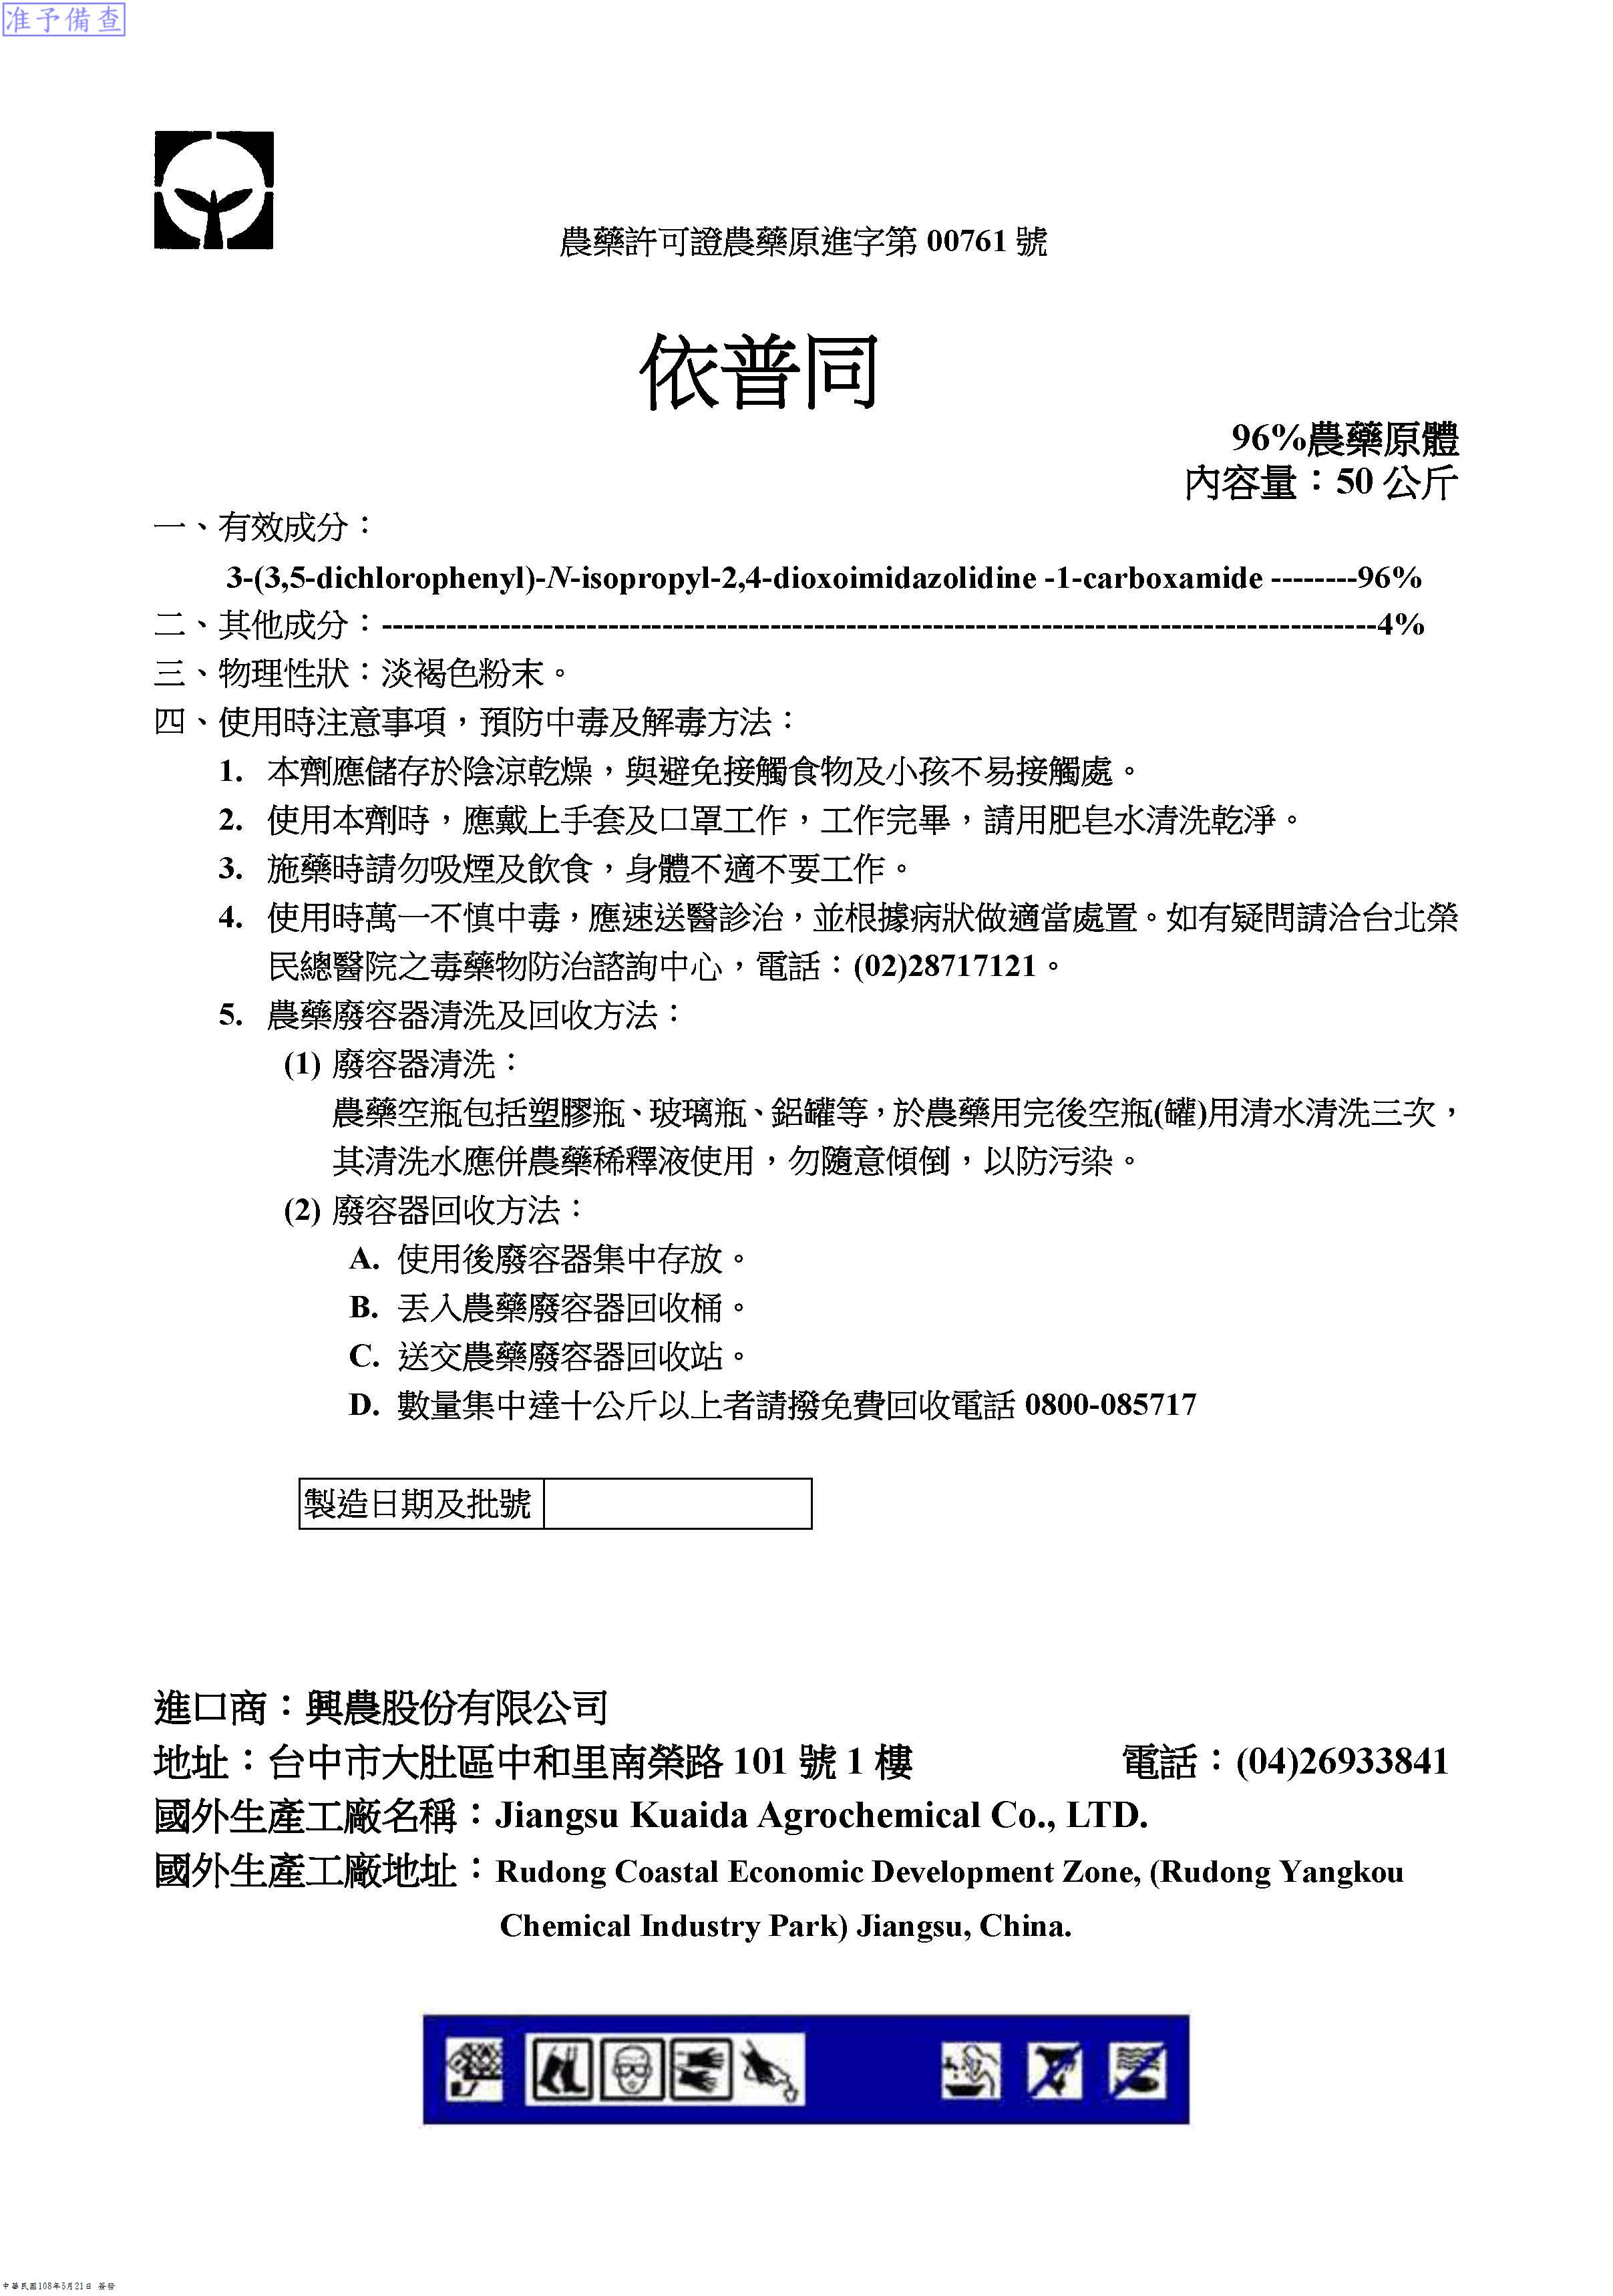 准予備查
農藥許可證農藥原進字第 00761 號
依普同
96%農藥原體
內容量：50 公斤
一、有效成分：
3-(3,5-dichlorophenyl)-N-isopropyl-2,4-dioxoimidazolidine -1-carboxamide --------96%
二、其他成分：--------------------------------------------------------------------------------------------4%
三、物理性狀：淡褐色粉末。
四、使用時注意事項，預防中毒及解毒方法：
1. 本劑應儲存於陰涼乾燥，與避免接觸食物及小孩不易接觸處。
2. 使用本劑時，應戴上手套及口罩工作，工作完畢，請用肥皂水清洗乾淨。
3. 施藥時請勿吸煙及飲食，身體不適不要工作。
4. 使用時萬一不慎中毒，應速送醫診治，並根據病狀做適當處置。如有疑問請洽台北榮
民總醫院之毒藥物防治諮詢中心，電話：(02)28717121。
5. 農藥廢容器清洗及回收方法：
(1) 廢容器清洗：
農藥空瓶包括塑膠瓶、玻璃瓶、鋁罐等，於農藥用完後空瓶(罐)用清水清洗三次，
其清洗水應併農藥稀釋液使用，勿隨意傾倒，以防污染。
(2) 廢容器回收方法：
A. 使用後廢容器集中存放。
B. 丟入農藥廢容器回收桶。
C. 送交農藥廢容器回收站。
D. 數量集中達十公斤以上者請撥免費回收電話 0800-085717
製造日期及批號
進口商：興農股份有限公司
地址：台中市大肚區中和里南榮路 101 號 1 樓 電話：(04)26933841
國外生產工廠名稱：Jiangsu Kuaida Agrochemical Co., LTD.
國外生產工廠地址：Rudong Coastal Economic Development Zone, (Rudong Yangkou
Chemical Industry Park) Jiangsu, China.
中華民國108年5月21日 簽發